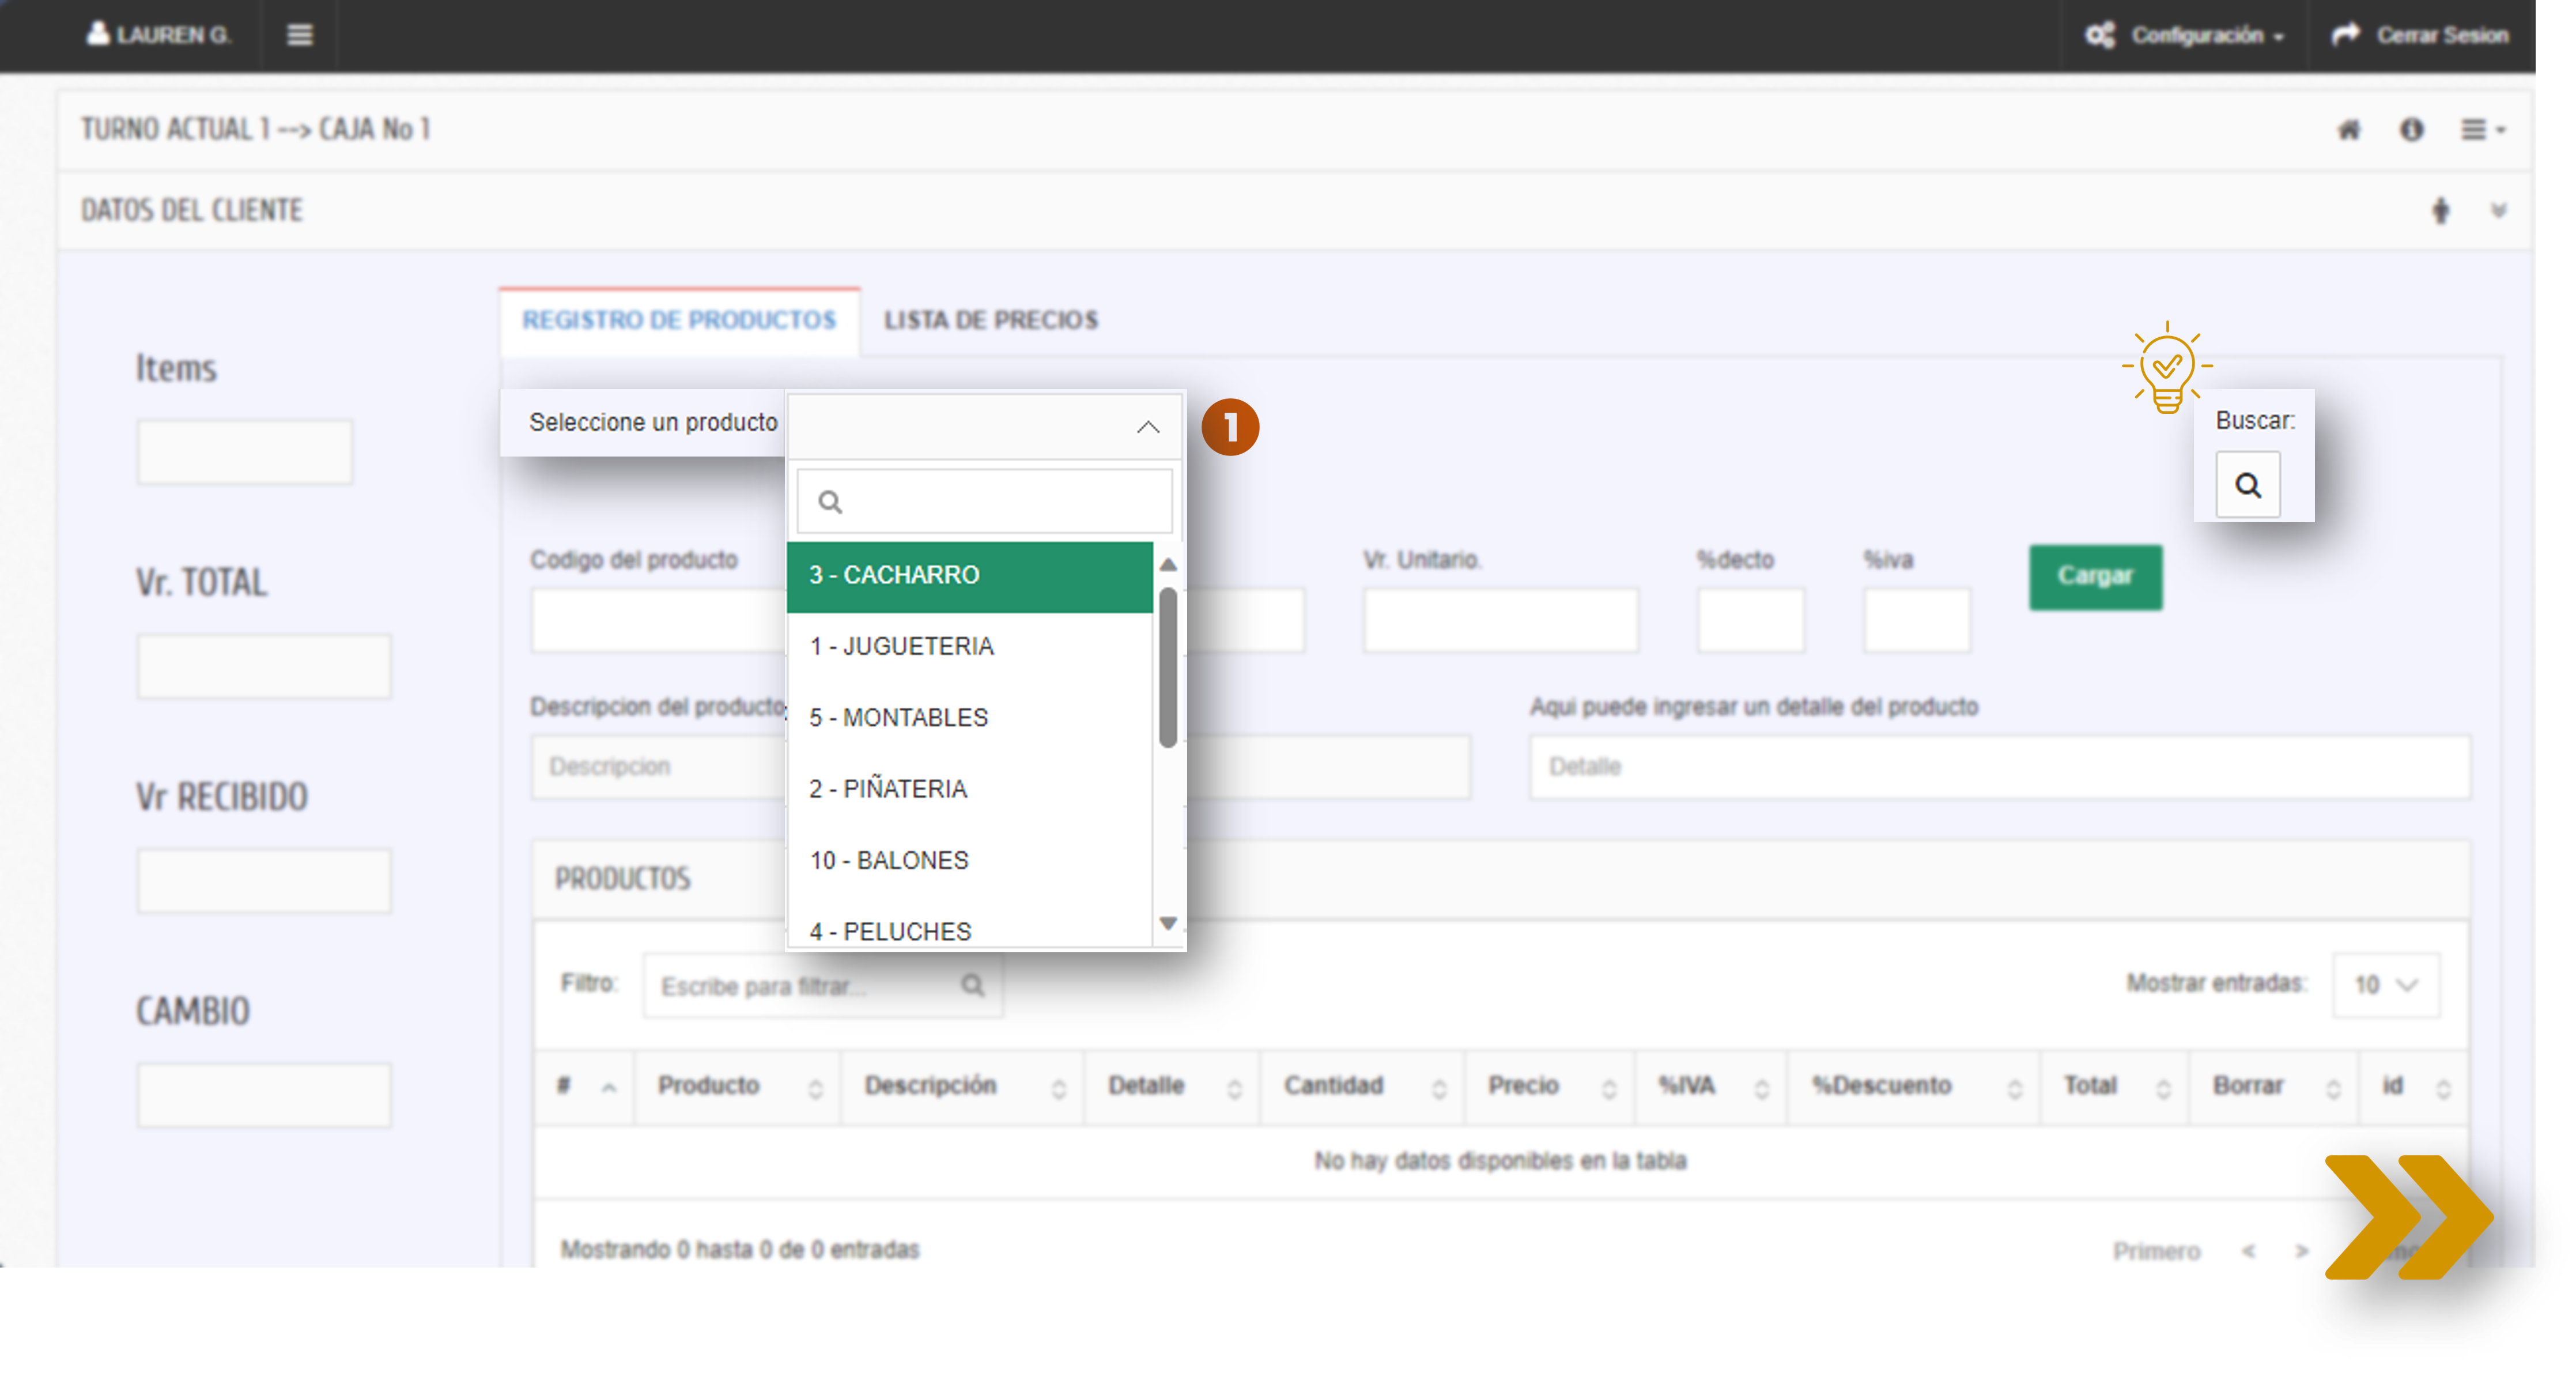 LAUREN G.
Configuración
Cerrar Sesion
TURNO ACTUAL 1 --> CAJA No 1
DATOS DEL CLIENTE
REGISTRO DE PRODUCTOS
LISTA DE PRECIOS
Items
Vr. TOTAL
Vr RECIBIDO
CAMBIO
Seleccione un producto
1
Buscar:
3 - CACHARRO
1 - JUGUETERIA
5 - MONTABLES
2 - PIÑATERIA
10 - BALONES
4 - PELUCHES
Codigo del producto
Vr. Unitario.
%decto
%iva
Cargar
Descripcion del producto
Aqui puede ingresar un detalle del producto
Descripcion
Detalle
PRODUCTOS
Filtro:
Escribe para filtrar...
Mostrar entradas:
10
# Producto Descripción Detalle Cantidad Precio %IVA %Descuento Total Borrar id
No hay datos disponibles en la tabla
Mostrando 0 hasta 0 de 0 entradas
Primero < >